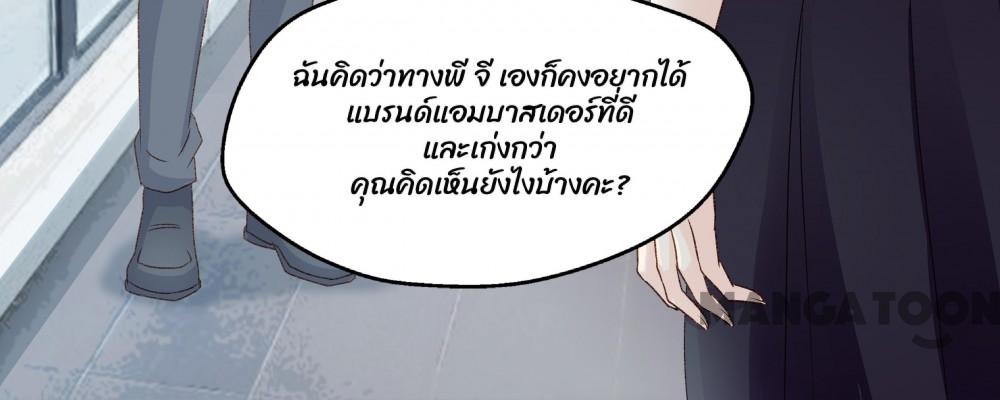 ฉันคิดว่าทางพี จี เองก็คงอยากได้
แบรนด์แอมบาสเดอร์ที่ดี
และเก่งกว่า
คุณคิดเห็นยังไงบ้างคะ?
MANGATOON